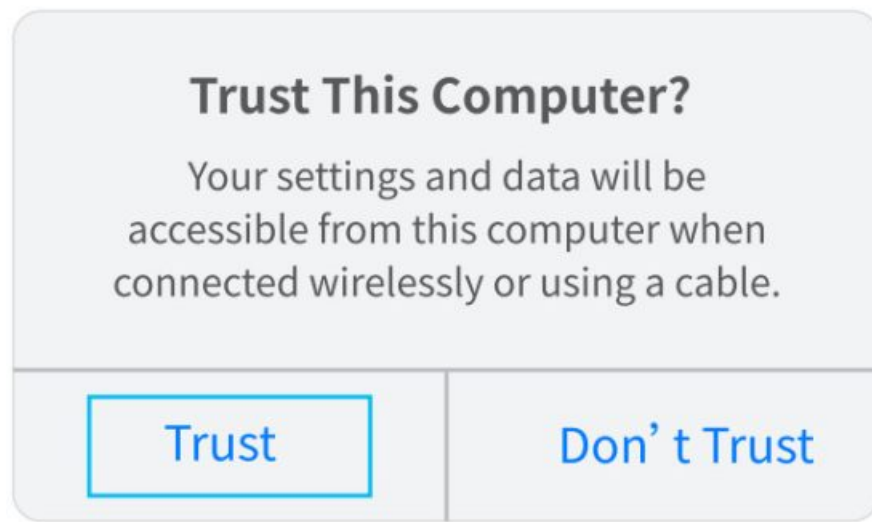 Trust This Computer?
Your settings and data will be
accessible from this computer when
connected wirelessly or using a cable.
Trust
Don’ t Trust